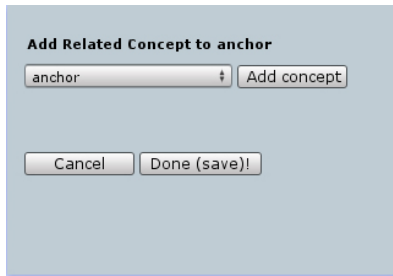 Add Related Concept to anchor
anchor Add concept
Cancel Done (save)!